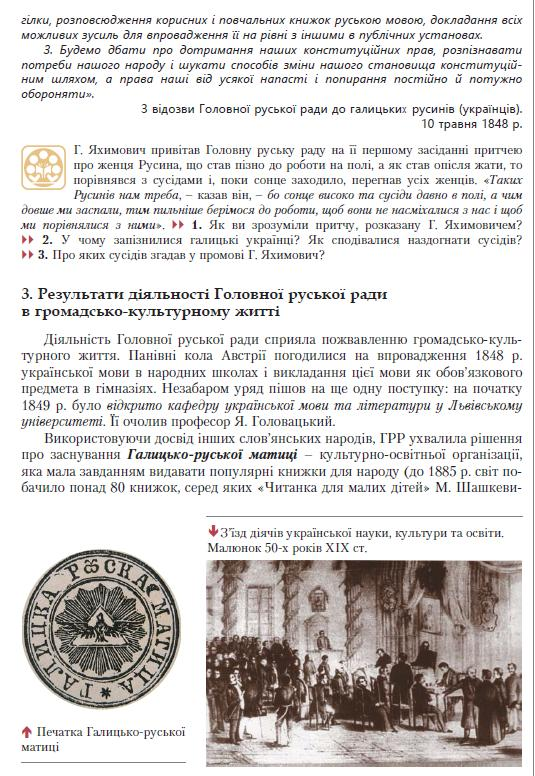 гілки, розповсюдження корисних і повчальних книжок руською мовою, докладання всіх
можливих зусиль для впровадження її на рівні з іншими в публічних установах.
3. Будемо дбати про дотримання наших конституційних прав, розпізнавати
потреби нашого народу і шукати способів зміни нашого становища конституцій-
ним шляхом, а права наші від усякої напасті і попирання постійно й потужно
обороняти».
З відозви Головної руської ради до галицьких русинів (українців).
10 травня 1848 р.
Г. Яхимович привітав Головну руську раду на її першому засіданні притчею
про женця Русина, що став пізно до роботи на полі, а як став опісля жати, то
порівнявся з сусідами і, поки сонце заходило, перегнав усіх женців. «Таких
Русинів нам треба, – казав він, – бо сонце високо та сусіди давно в полі, а чим
довше ми заспали, тим пильніше берімося до роботи, щоб вони не насміхалися з нас і щоб
ми порівнялися з ними». 1. Як ви зрозуміли притчу, розказану Г. Яхимовичем?
2. У чому запізнилися галицькі українці? Як сподівалися наздогнати сусідів?
3. Про яких сусідів згадав у промові Г. Яхимович?
3. Результати діяльності Головної руської ради
в громадсько-культурному житті
Діяльність Головної руської ради сприяла пожвавленню громадсько-куль-
турного життя. Панівні кола Австрії погодилися на впровадження 1848 р.
української мови в народних школах і викладання цієї мови як обов’язкового
предмета в гімназіях. Незабаром уряд пішов на ще одну поступку: на початку
1849 р. було відкрито кафедру української мови та літератури у Львівському
університеті. Її очолив професор Я. Головацький.
Використовуючи досвід інших слов’янських народів, ГРР ухвалила рішення
про заснування Галицько-руської матиці – культурно-освітньої організації,
яка мала завданням видавати популярні книжки для народу (до 1885 р. світ по-
бачило понад 80 книжок, серед яких «Читанка для малих дітей» М. Шашкеви-
З’їзд діячів української науки, культури та освіти.
Малюнок 50-х років XIX ст.
ГАЛИЦКА РȢСКА МАТИЦА
Печатка Галицько-руської
матиці